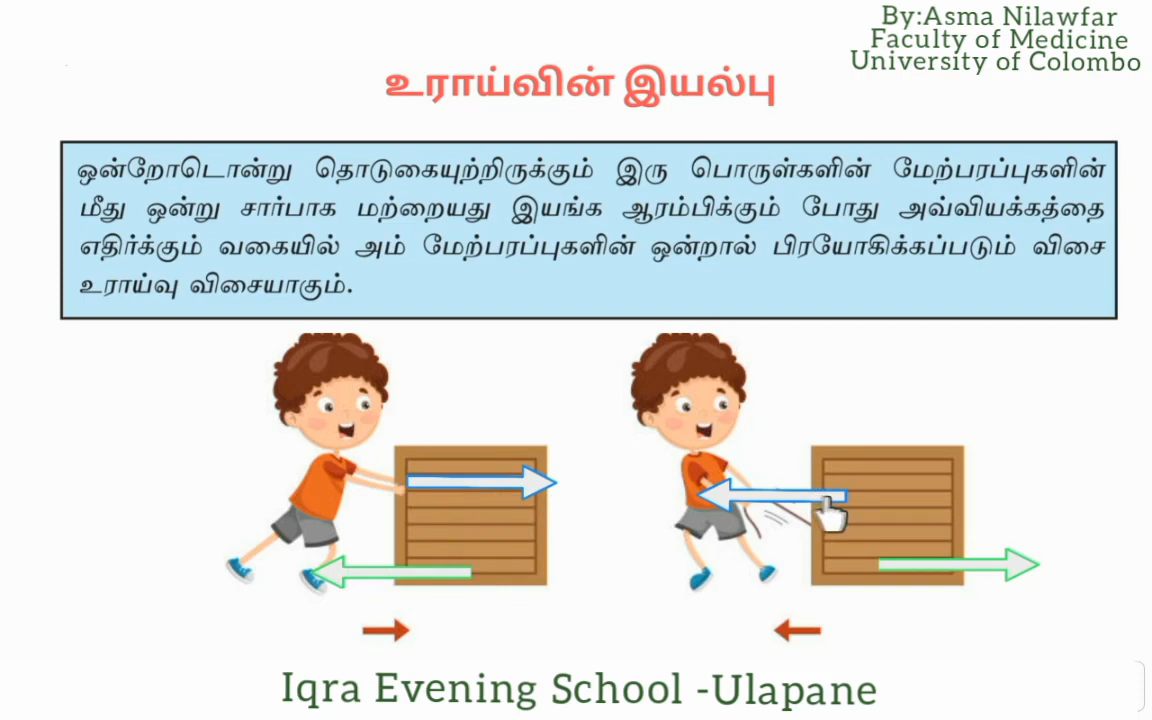 By:Asma Nilawfar
Faculty of Medicine
University of Colombo
உராய்வின் இயல்பு
ஒன்றோடொன்று தொடுகையுற்றிருக்கும் இரு பொருள்களின் மேற்பரப்புகளின்
மீது ஒன்று சார்பாக மற்றையது இயங்க ஆரம்பிக்கும் போது அவ்வியக்கத்தை
எதிர்க்கும் வகையில் அம் மேற்பரப்புகளின் ஒன்றால் பிரயோகிக்கப்படும் விசை
உராய்வு விசையாகும்.
Iqra Evening School -Ulapane